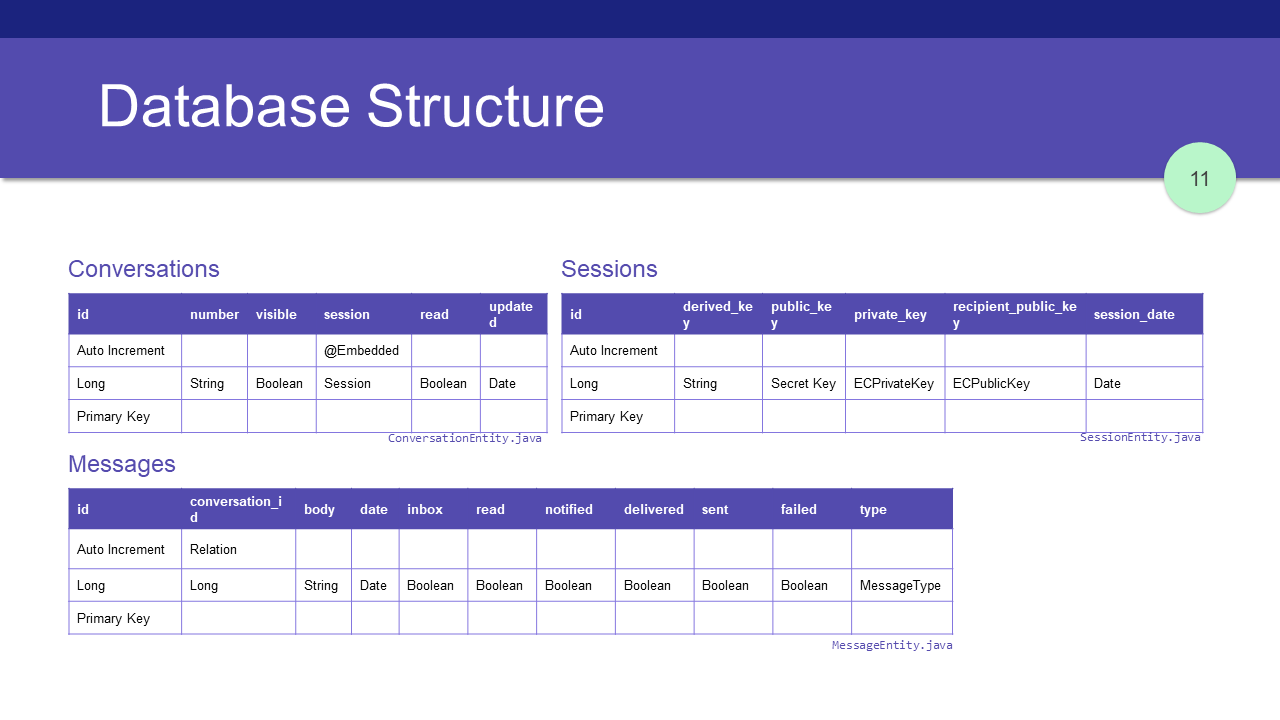 Database Structure
11
Conversations
id number visible session read updated
Auto Increment @Embedded
Long String Boolean Session Boolean Date
Primary Key
ConversationEntity.java
Sessions
id derived_key public_key private_key recipient_public_key session_date
Auto Increment
Long String Secret Key ECPrivateKey ECPublicKey Date
Primary Key
SessionEntity.java
Messages
id conversation_id body date inbox read notified delivered sent failed type
Auto Increment Relation
Long Long String Date Boolean Boolean Boolean Boolean Boolean Boolean MessageType
Primary Key
MessageEntity.java